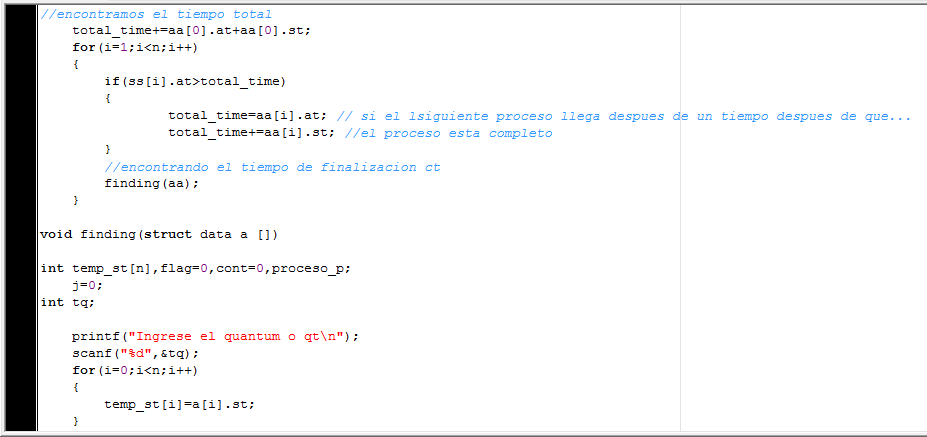 //encontramos el tiempo total
total_time+=aa[0].at+aa[0].st;
for(i=1;i<n;i++)
{
if(ss[i].at>total_time)
{
total_time=aa[i].at; // si el lsiguiente proceso llega despues de un tiempo despues de que...
total_time+=aa[i].st; //el proceso esta completo
}
//encontrando el tiempo de finalizacion ct
finding(aa);
}
void finding(struct data a [])
int temp_st[n],flag=0,cont=0,proceso_p;
j=0;
int tq;
printf("Ingrese el quantum o qt\n");
scanf("%d",&tq);
for(i=0;i<n;i++)
{
temp_st[i]=a[i].st;
}